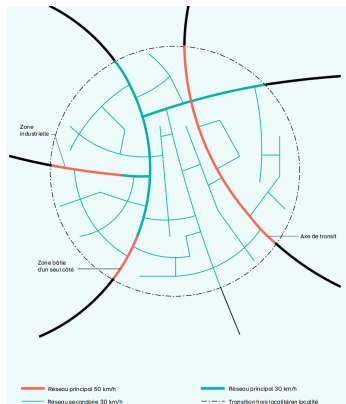 Zone
industrielle
Axe de transit
Zone bâtie
d'un seul côté
Réseau principal 50 km/h
Réseau principal 30 km/h
Réseau secondaire 30 km/h
Transition hors localité/en localité